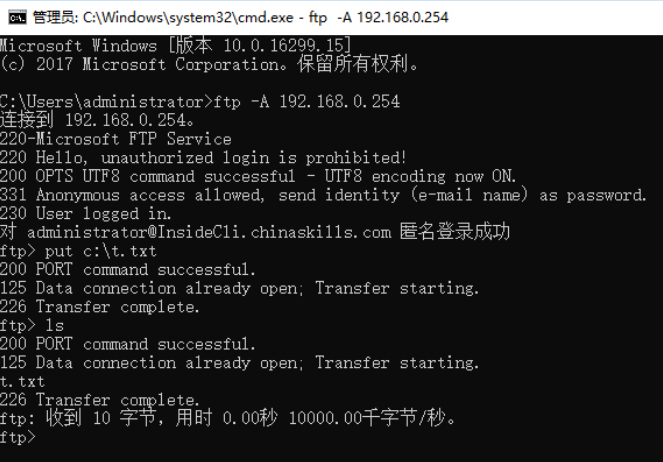 管理员: C:\Windows\system32\cmd.exe - ftp  -A 192.168.0.254
Microsoft Windows [版本 10.0.16299.15]
(c) 2017 Microsoft Corporation。保留所有权利。
C:\Users\administrator>ftp -A 192.168.0.254
连接到 192.168.0.254。
220-Microsoft FTP Service
220 Hello, unauthorized login is prohibited!
200 OPTS UTF8 command successful - UTF8 encoding now ON.
331 Anonymous access allowed, send identity (e-mail name) as password.
230 User logged in.
对 administrator@InsideCli.chinaskills.com 匿名登录成功
ftp> put c:\t.txt
200 PORT command successful.
125 Data connection already open; Transfer starting.
226 Transfer complete.
ftp> ls
200 PORT command successful.
125 Data connection already open; Transfer starting.
t.txt
226 Transfer complete.
ftp: 收到 10 字节，用时 0.00秒 10000.00千字节/秒。
ftp>